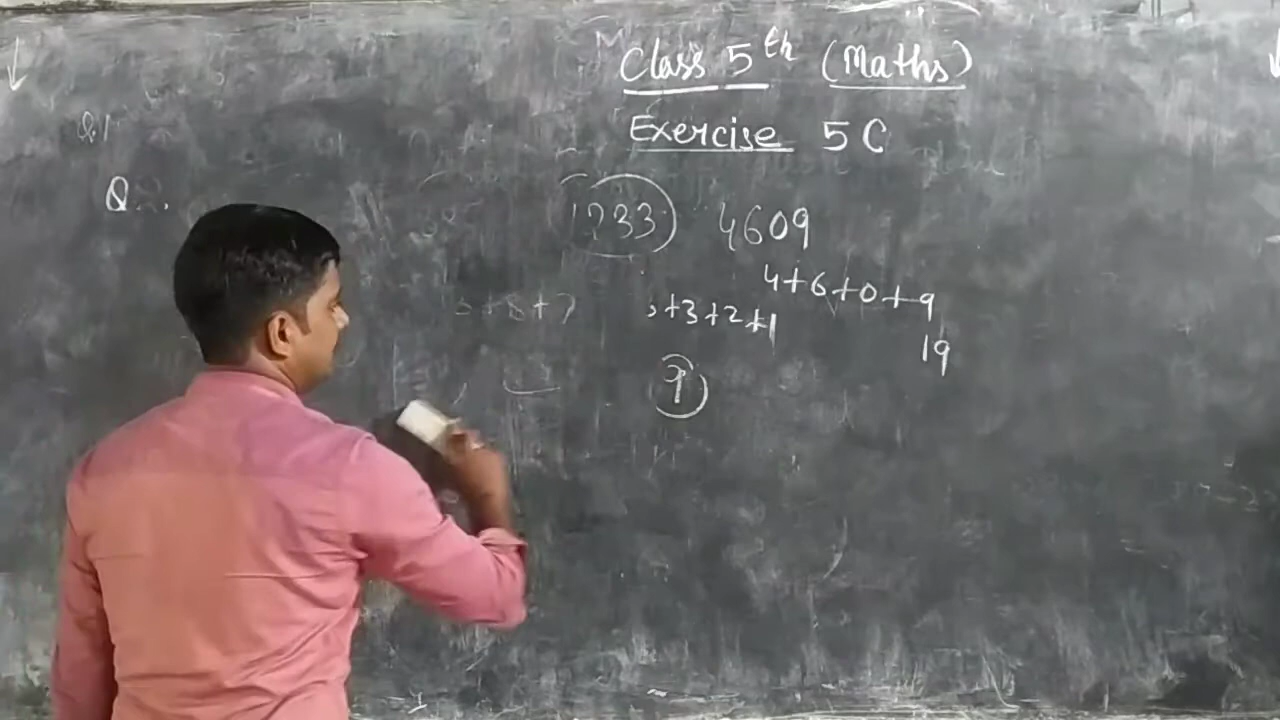 Class 5th (Maths)
Exercise 5C
Q
1233 4609
4+6+0+9
+3+2+1
19
9